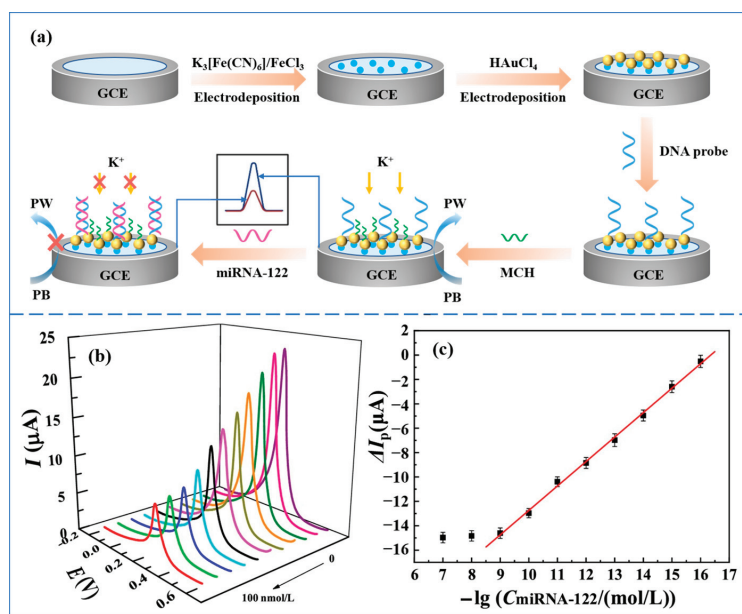 (a)
K₃[Fe(CN)₆]/FeCl₃
Electrodeposition
HAuCl₄
Electrodeposition
GCE
GCE
GCE
DNA probe
K⁺
K⁺
PW
PW
miRNA-122
MCH
GCE
GCE
GCE
PB
PB
(b)
25
20
15
10
5
0
I (μA)
-0.2
0.0
0.2
0.4
0.6
E(V)
0
100 nmol/L
(c)
2
0
−2
−4
−6
−8
−10
−12
−14
−16
ΔIp(μA)
7 8 9 10 11 12 13 14 15 16 17
−lg (CmiRNA-122/(mol/L))